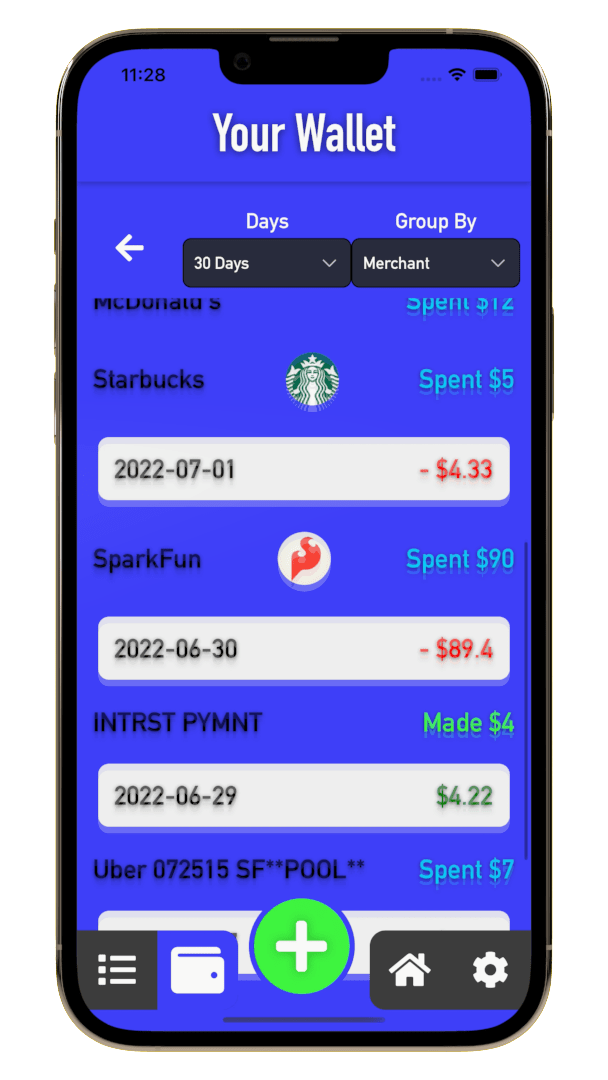 11:28
Your Wallet
Days Group By
30 Days Merchant
McDonald's Spent $12
Starbucks Spent $5
2022-07-01 - $4.33
SparkFun Spent $90
2022-06-30 - $89.4
INTRST PYMNT Made $4
2022-06-29 $4.22
Uber 072515 SF**POOL** Spent $7